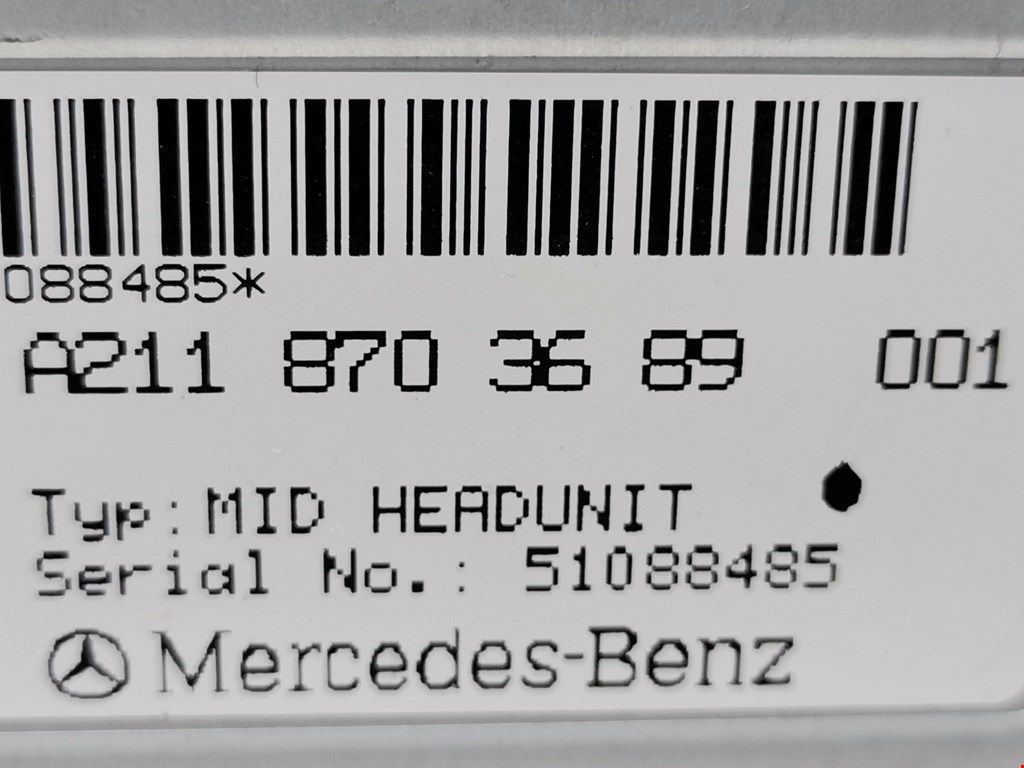 088485*
A211 870 36 89 001
Typ: MID HEADUNIT
Serial No.: 51088485
Mercedes-Benz